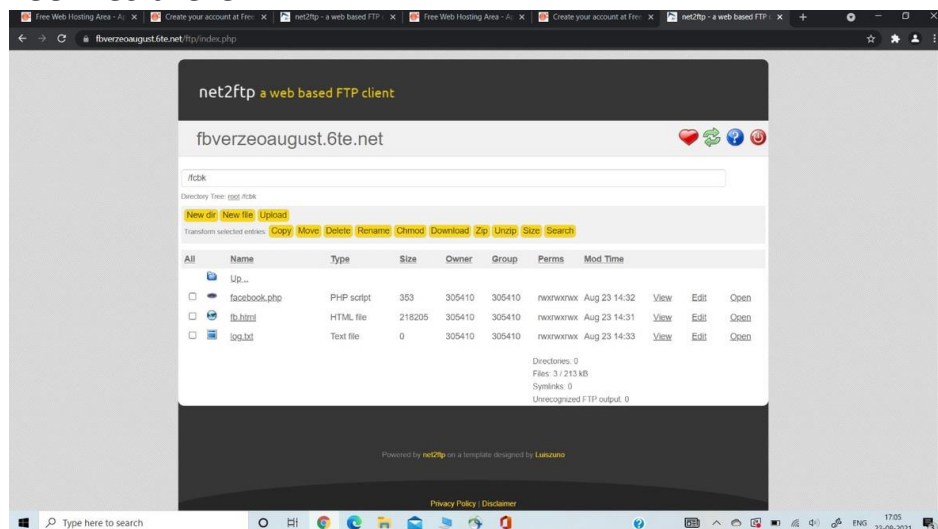 Free Web Hosting Area - Ap
Create your account at Free
net2ftp - a web based FTP c
Free Web Hosting Area - Ap
Create your account at Free
net2ftp - a web based FTP c
fbverzeoaugust.6te.net/ftp/index.php
net2ftp a web based FTP client
fbverzeoaugust.6te.net
/fcbk
Directory Tree: root /fcbk
New dir New file Upload
Transform selected entries: Copy Move Delete Rename Chmod Download Zip Unzip Size Search
All Name Type Size Owner Group Perms Mod Time
Up ..
facebook.php PHP script 353 305410 305410 rwxrwxrwx Aug 23 14:32 View Edit Open
fb.html HTML file 218205 305410 305410 rwxrwxrwx Aug 23 14:31 View Edit Open
log.txt Text file 0 305410 305410 rwxrwxrwx Aug 23 14:33 View Edit Open
Directories: 0
Files: 3 / 213 kB
Symlinks: 0
Unrecognized FTP output: 0
Powered by net2ftp on a template designed by Luiszuno
Privacy Policy | Disclaimer
Type here to search
ENG
17:05